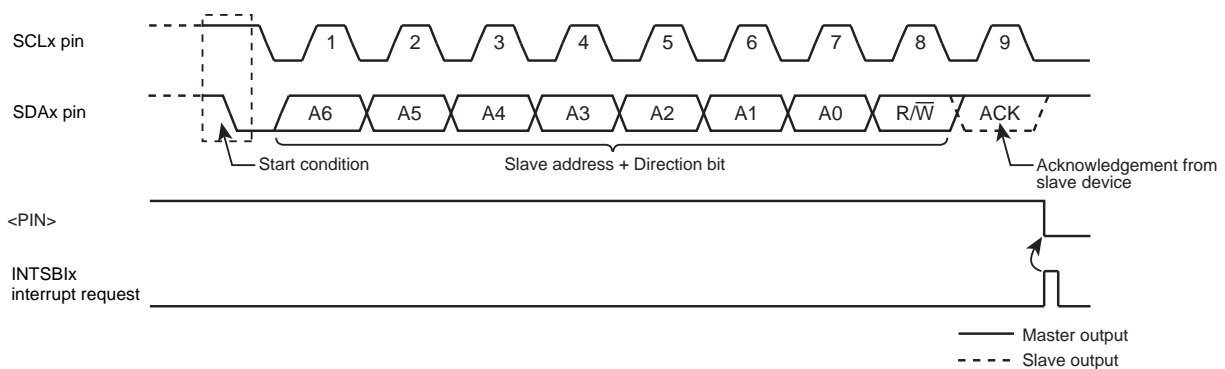 SCLx pin
1 2 3 4 5 6 7 8 9
SDAx pin
A6 A5 A4 A3 A2 A1 A0 R/W̅ ACK
Start condition
Slave address + Direction bit
Acknowledgement from
slave device
<PIN>
INTSBIx
interrupt request
Master output
Slave output